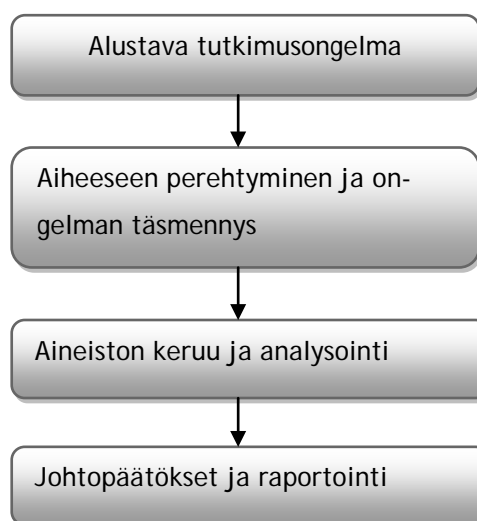 Alustava tutkimusongelma
Aiheeseen perehtyminen ja on-
gelman täsmennys
Aineiston keruu ja analysointi
Johtopäätökset ja raportointi